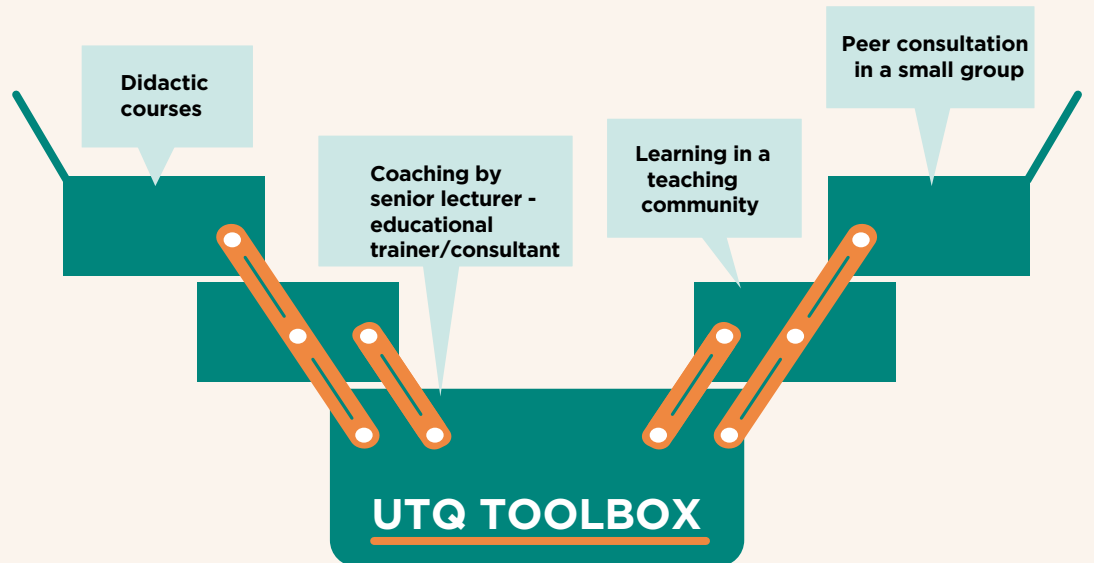 Didactic
courses
Coaching by
senior lecturer -
educational
trainer/consultant
Learning in a
teaching
community
Peer consultation
in a small group
UTQ TOOLBOX